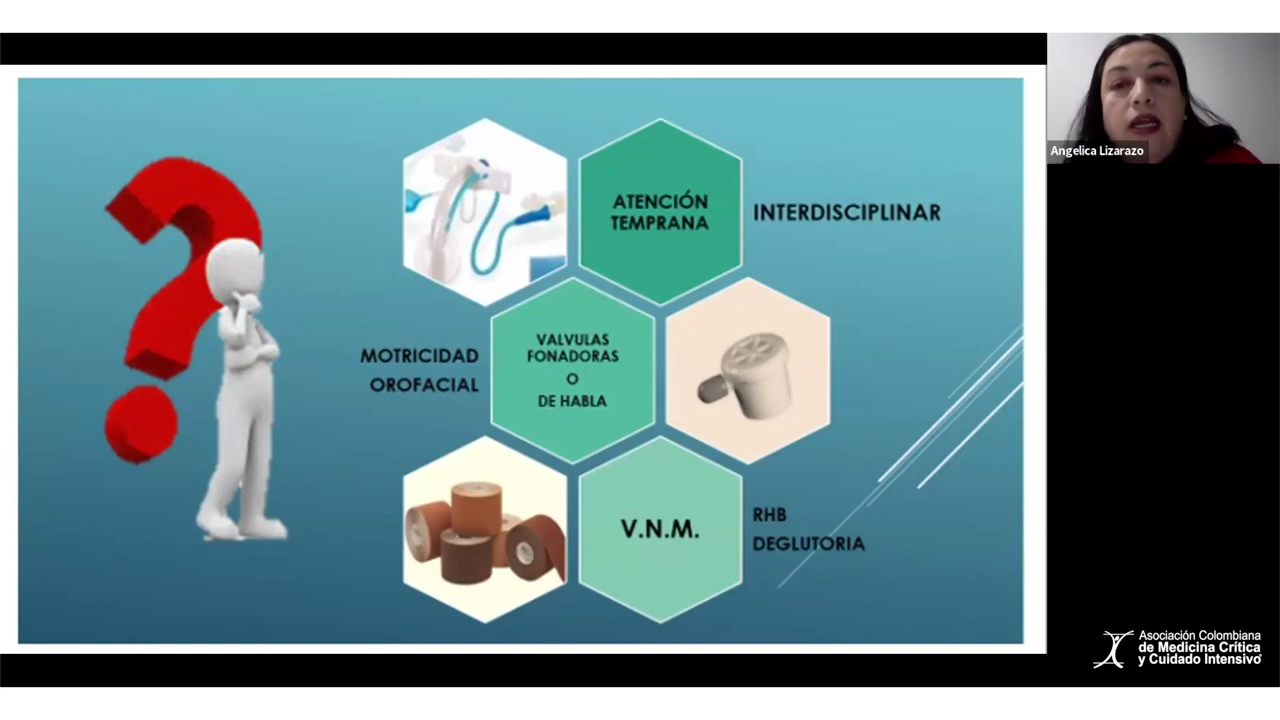 ATENCIÓN
TEMPRANA
INTERDISCIPLINAR
MOTRICIDAD
OROFACIAL
VALVULAS
FONADORAS
O
DE HABLA
V.N.M.
RHB
DEGLUTORIA
Angelica Lizarazo
Asociación Colombiana
de Medicina Crítica
y Cuidado Intensivo